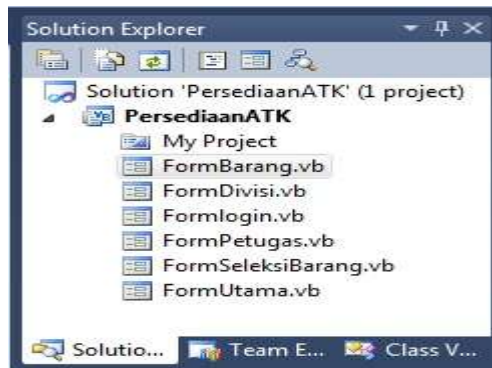 Solution Explorer
Solution 'PersediaanATK' (1 project)
PersediaanATK
My Project
FormBarang.vb
FormDivisi.vb
Formlogin.vb
FormPetugas.vb
FormSeleksiBarang.vb
FormUtama.vb
Solutio... Team E... Class V...